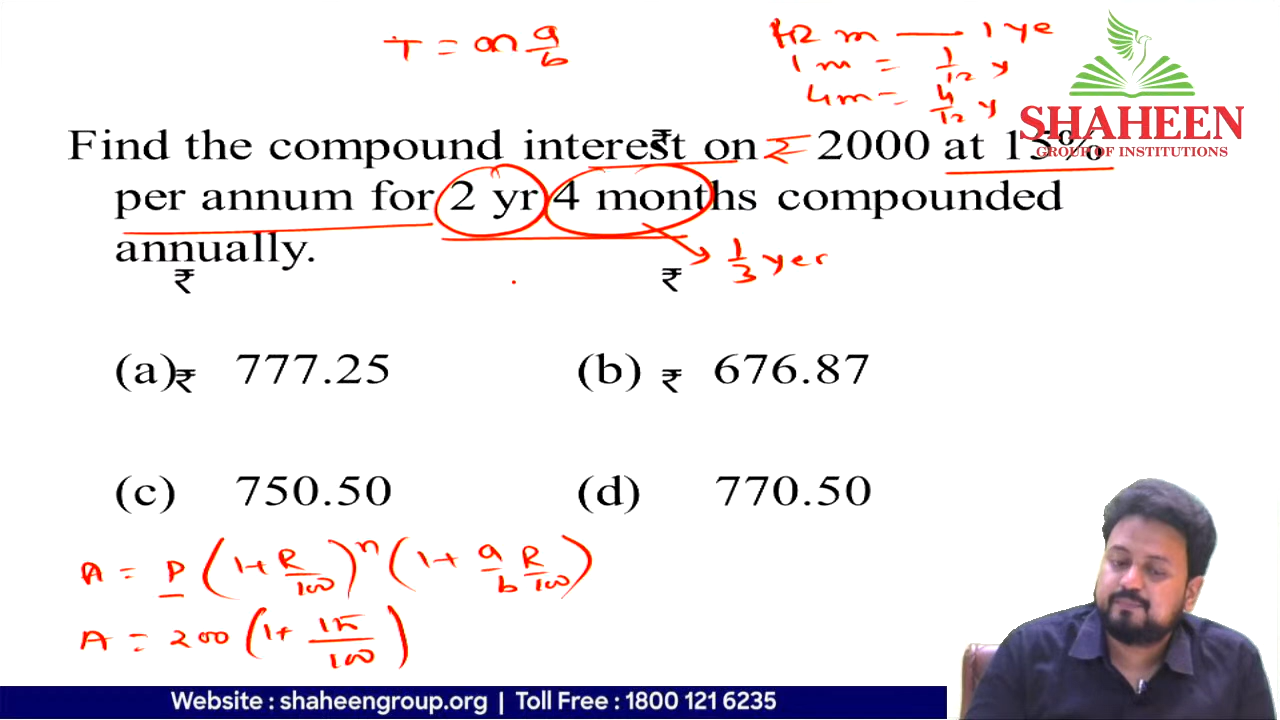 T = n a/b
12 m — 1 ye
1 m = 1/12 y
4 m = 4/12 y
SHAHEEN
GROUP OF INSTITUTIONS
Find the compound interest on ₹ 2000 at 15%
₹
per annum for 2 yr 4 months compounded
annually.
1/3 yer
₹ ₹
(a)₹ 777.25 (b) ₹ 676.87
(c) 750.50 (d) 770.50
A = P (1+ R/100)^n (1+ a/b R/100)
A = 200 (1+ 15/100)
Website : shaheengroup.org | Toll Free : 1800 121 6235